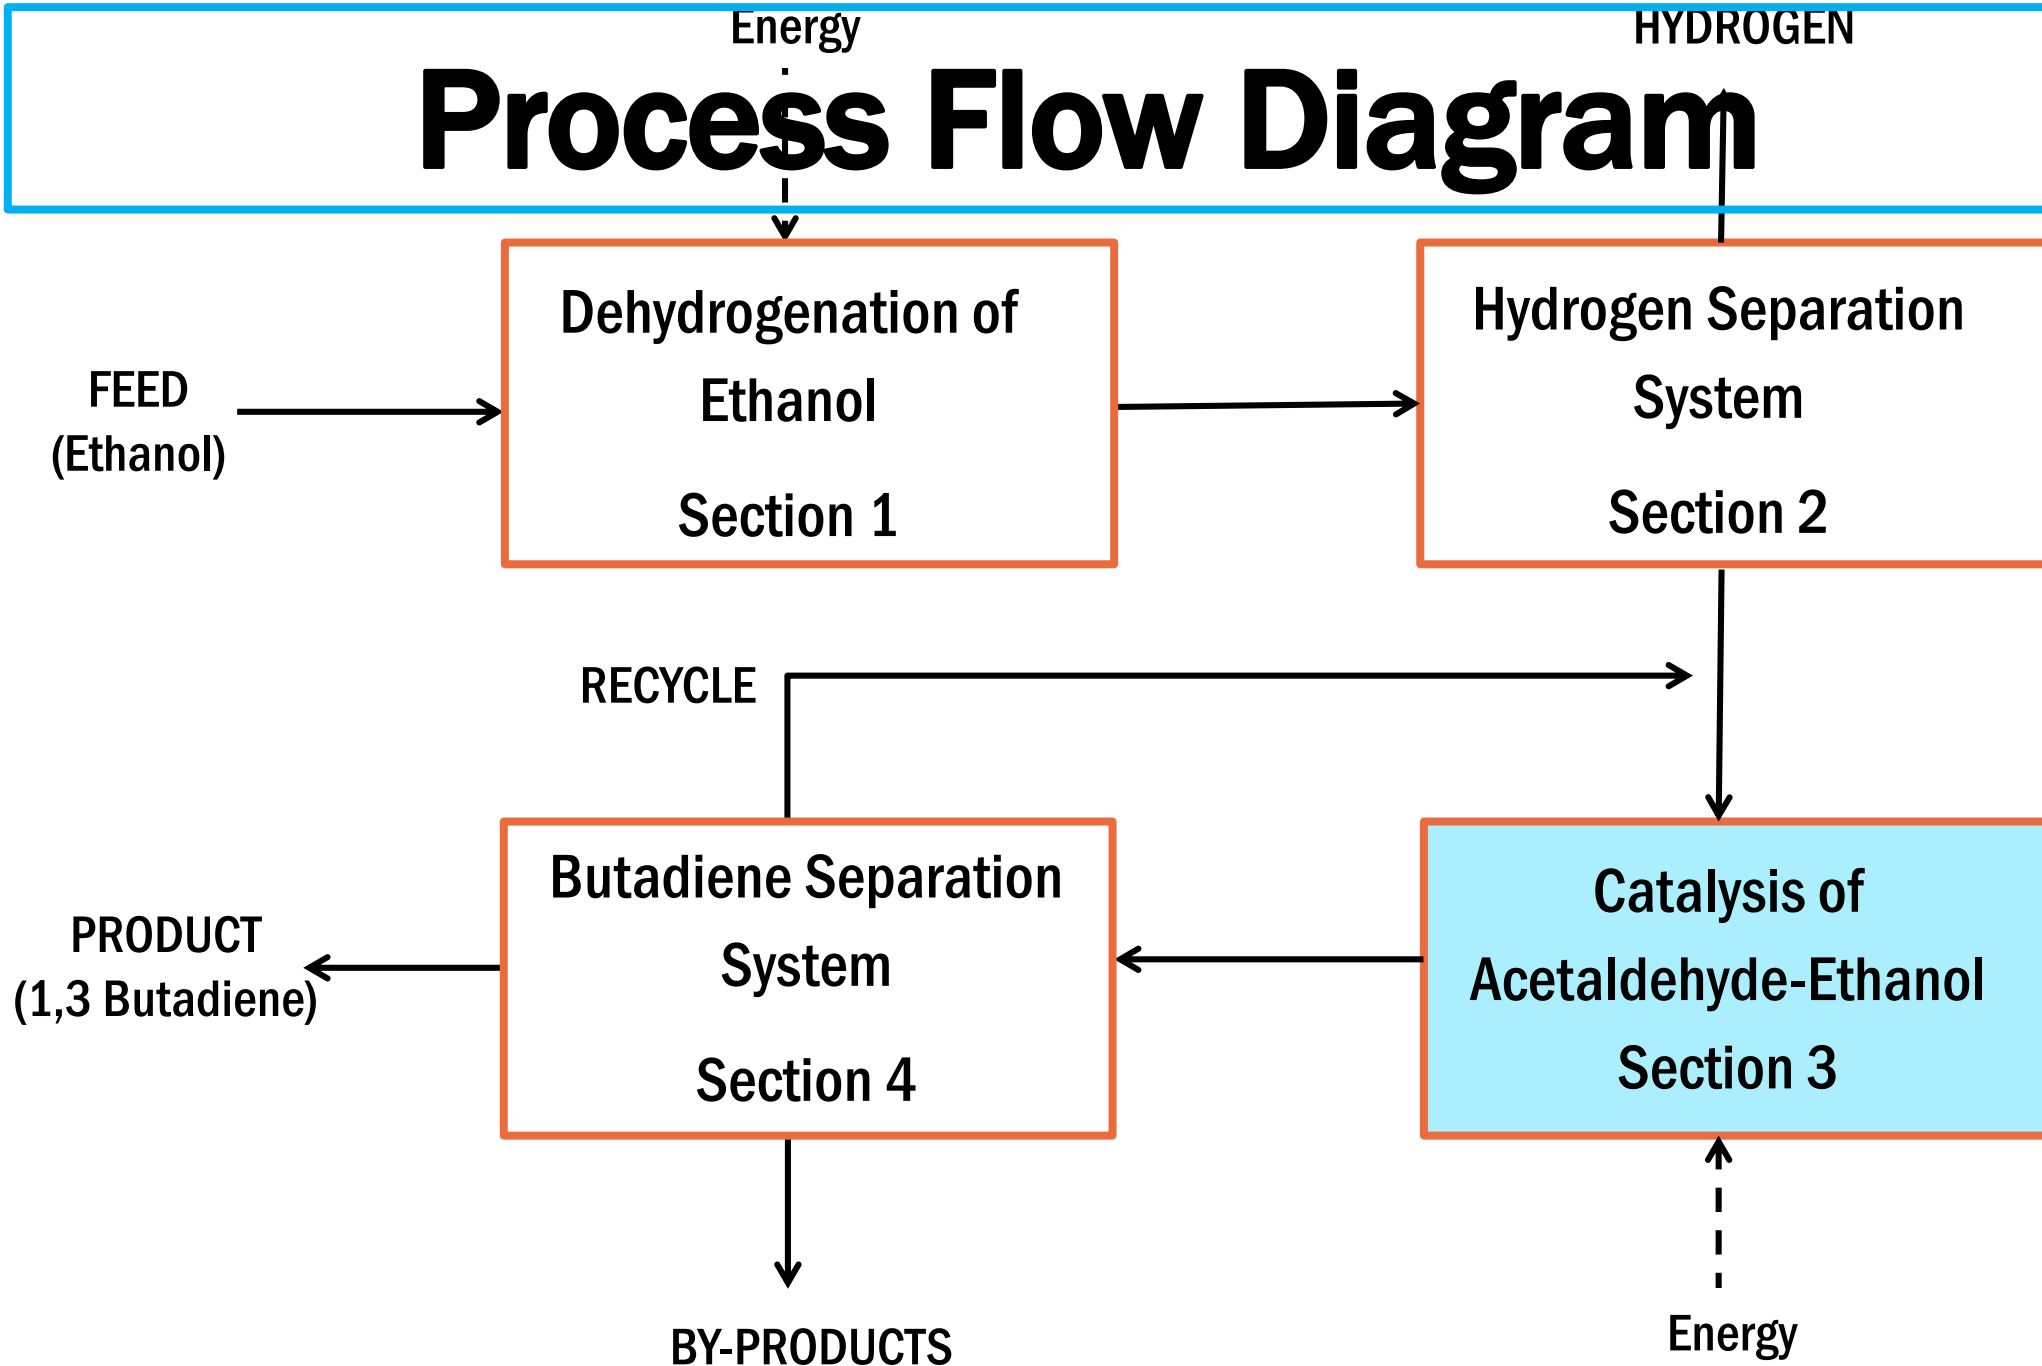 Energy
HYDROGEN
Process Flow Diagram
Dehydrogenation of
Ethanol
Section 1
Hydrogen Separation
System
Section 2
FEED
(Ethanol)
RECYCLE
Butadiene Separation
System
Section 4
Catalysis of
Acetaldehyde-Ethanol
Section 3
PRODUCT
(1,3 Butadiene)
BY-PRODUCTS
Energy